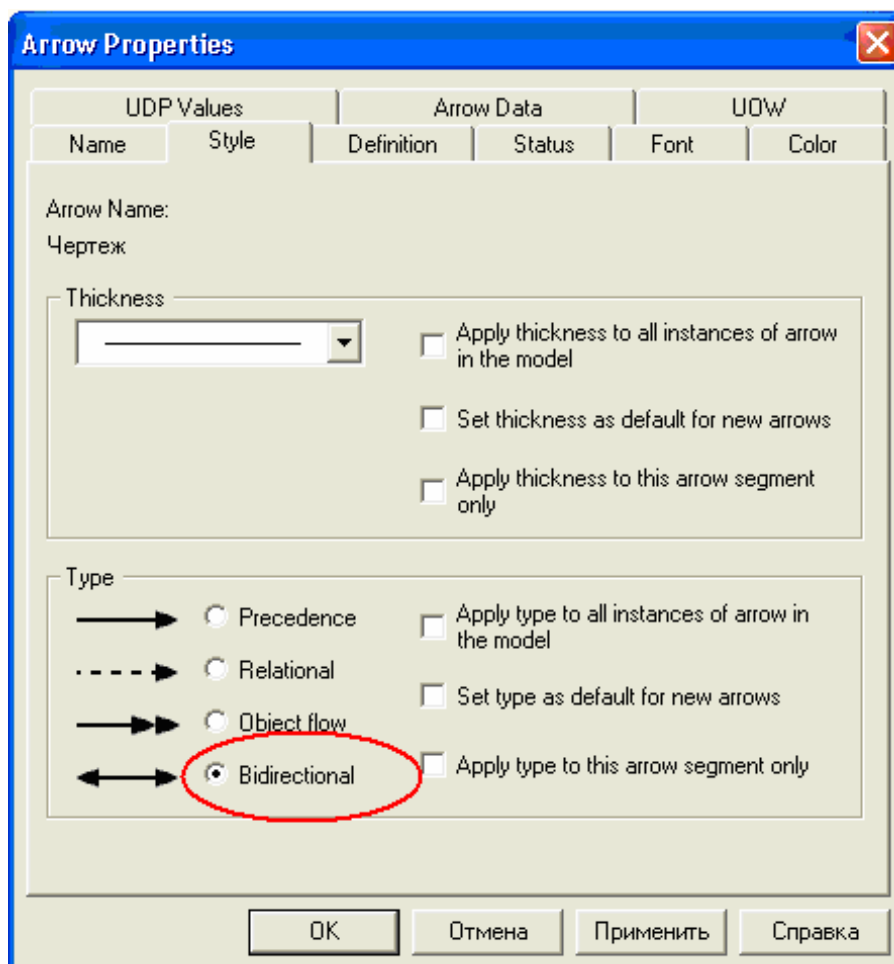 Arrow Properties
UDP Values Arrow Data UOW
Name Style Definition Status Font Color
Arrow Name:
Чертеж
Thickness
Apply thickness to all instances of arrow
in the model
Set thickness as default for new arrows
Apply thickness to this arrow segment
only
Type
Precedence
Relational
Object flow
Bidirectional
Apply type to all instances of arrow in
the model
Set type as default for new arrows
Apply type to this arrow segment only
OK Отмена Применить Справка